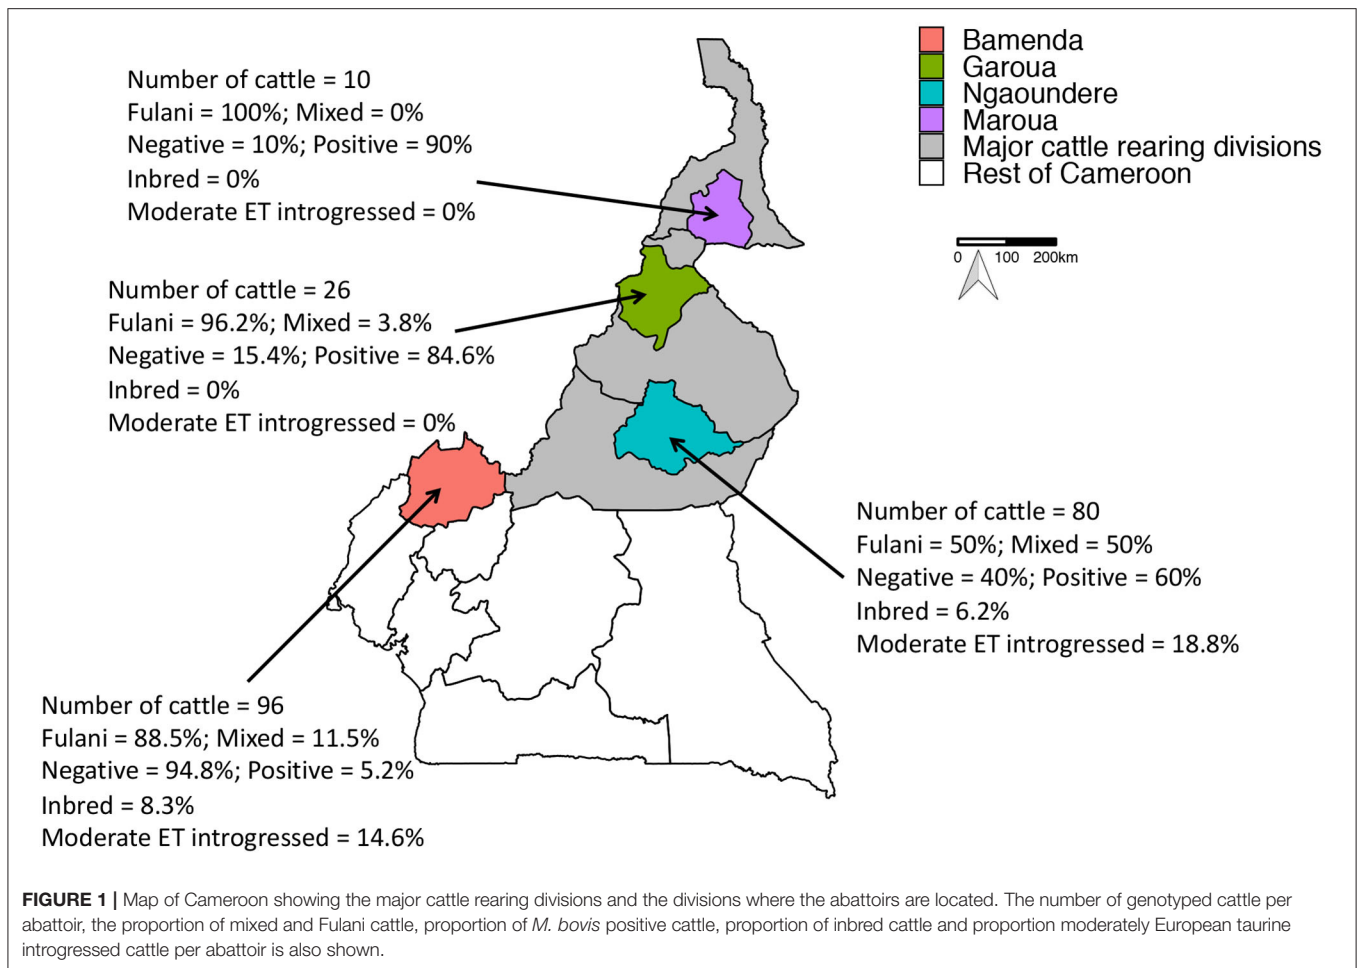 Number of cattle = 10
Fulani = 100%; Mixed = 0%
Negative = 10%; Positive = 90%
Inbred = 0%
Moderate ET introgressed = 0%
Bamenda
Garoua
Ngaoundere
Maroua
Major cattle rearing divisions
Rest of Cameroon
0 100 200km
Number of cattle = 26
Fulani = 96.2%; Mixed = 3.8%
Negative = 15.4%; Positive = 84.6%
Inbred = 0%
Moderate ET introgressed = 0%
Number of cattle = 80
Fulani = 50%; Mixed = 50%
Negative = 40%; Positive = 60%
Inbred = 6.2%
Moderate ET introgressed = 18.8%
Number of cattle = 96
Fulani = 88.5%; Mixed = 11.5%
Negative = 94.8%; Positive = 5.2%
Inbred = 8.3%
Moderate ET introgressed = 14.6%
FIGURE 1 | Map of Cameroon showing the major cattle rearing divisions and the divisions where the abattoirs are located. The number of genotyped cattle per
abattoir, the proportion of mixed and Fulani cattle, proportion of M. bovis positive cattle, proportion of inbred cattle and proportion moderately European taurine
introgressed cattle per abattoir is also shown.